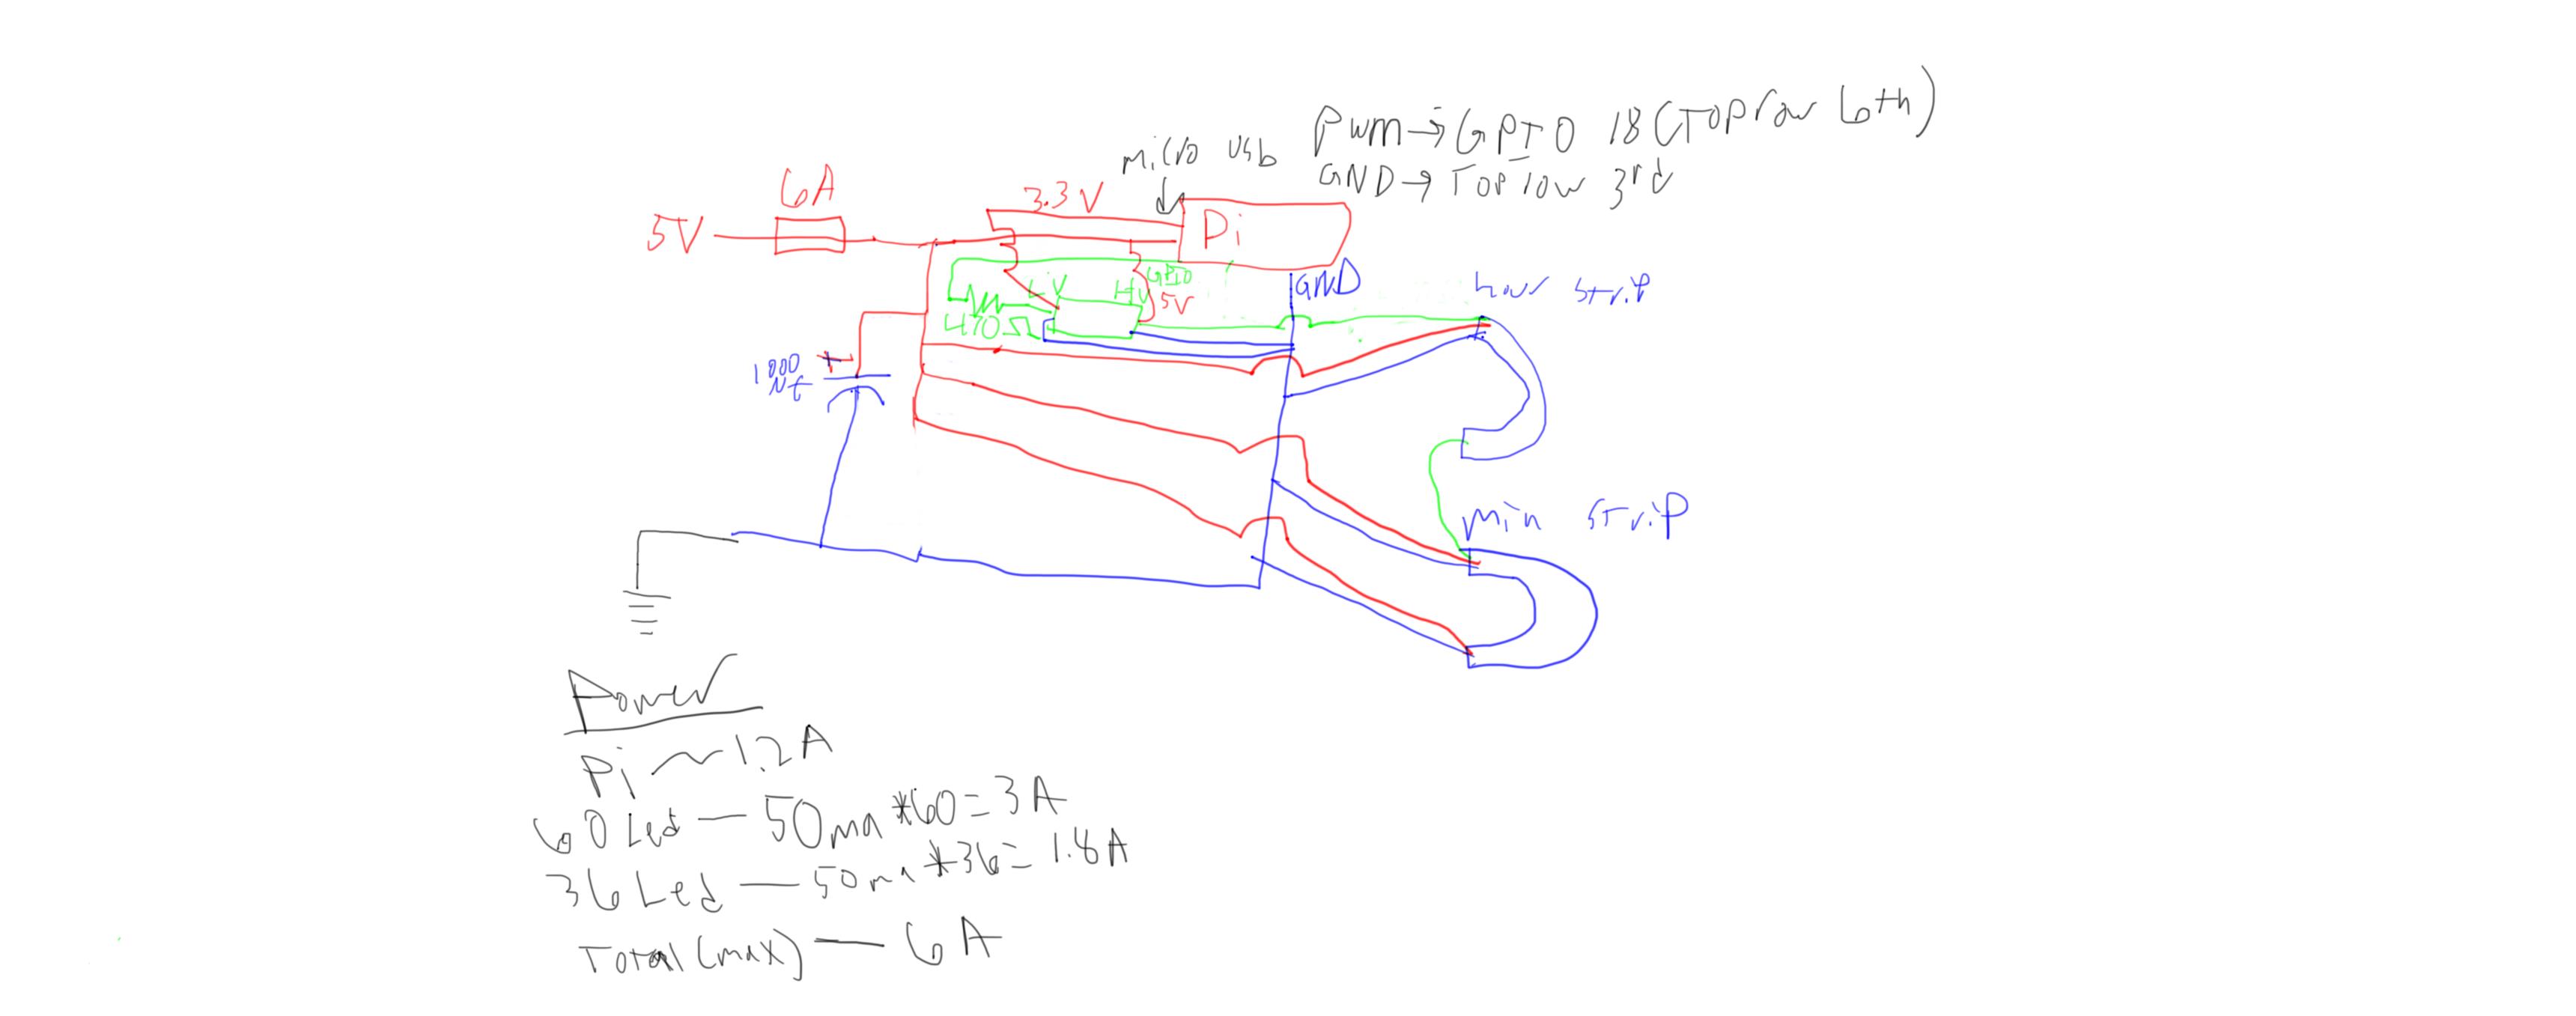 PWM → GPIO 18 (Top row 6th)
GND → Top row 3rd
micro usb
6A
3.3V
5V
Pi
GPIO
LV
HV
5V
GND
hour strip
470Ω
1000
min strip
Power
Pi ~ 1.2A
60 Led — 50ma*60=3A
36 Led — 50ma*36=1.8A
Total (max) — 6A